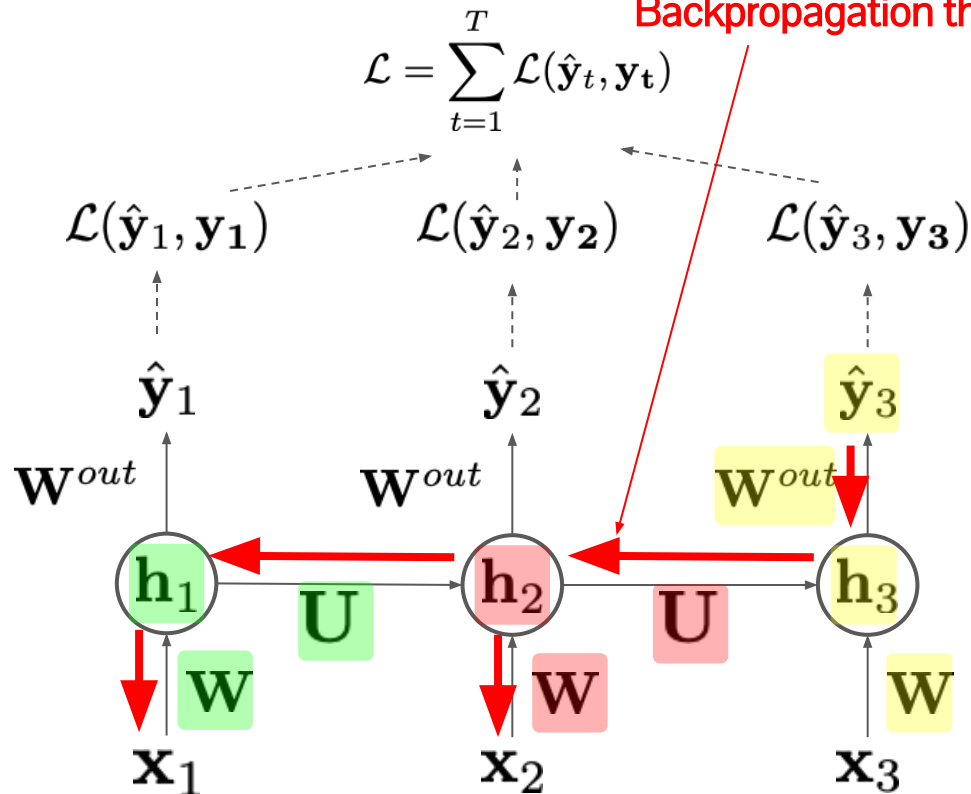 Backpropagation th
ℒ = ∑_{t=1}^{T} ℒ(ŷ_t, y_t)
ℒ(ŷ_1, y_1) ℒ(ŷ_2, y_2) ℒ(ŷ_3, y_3)
ŷ_1 ŷ_2 ŷ_3
W^{out} W^{out} W^{out}
h_1 h_2 h_3
U U
W W W
x_1 x_2 x_3